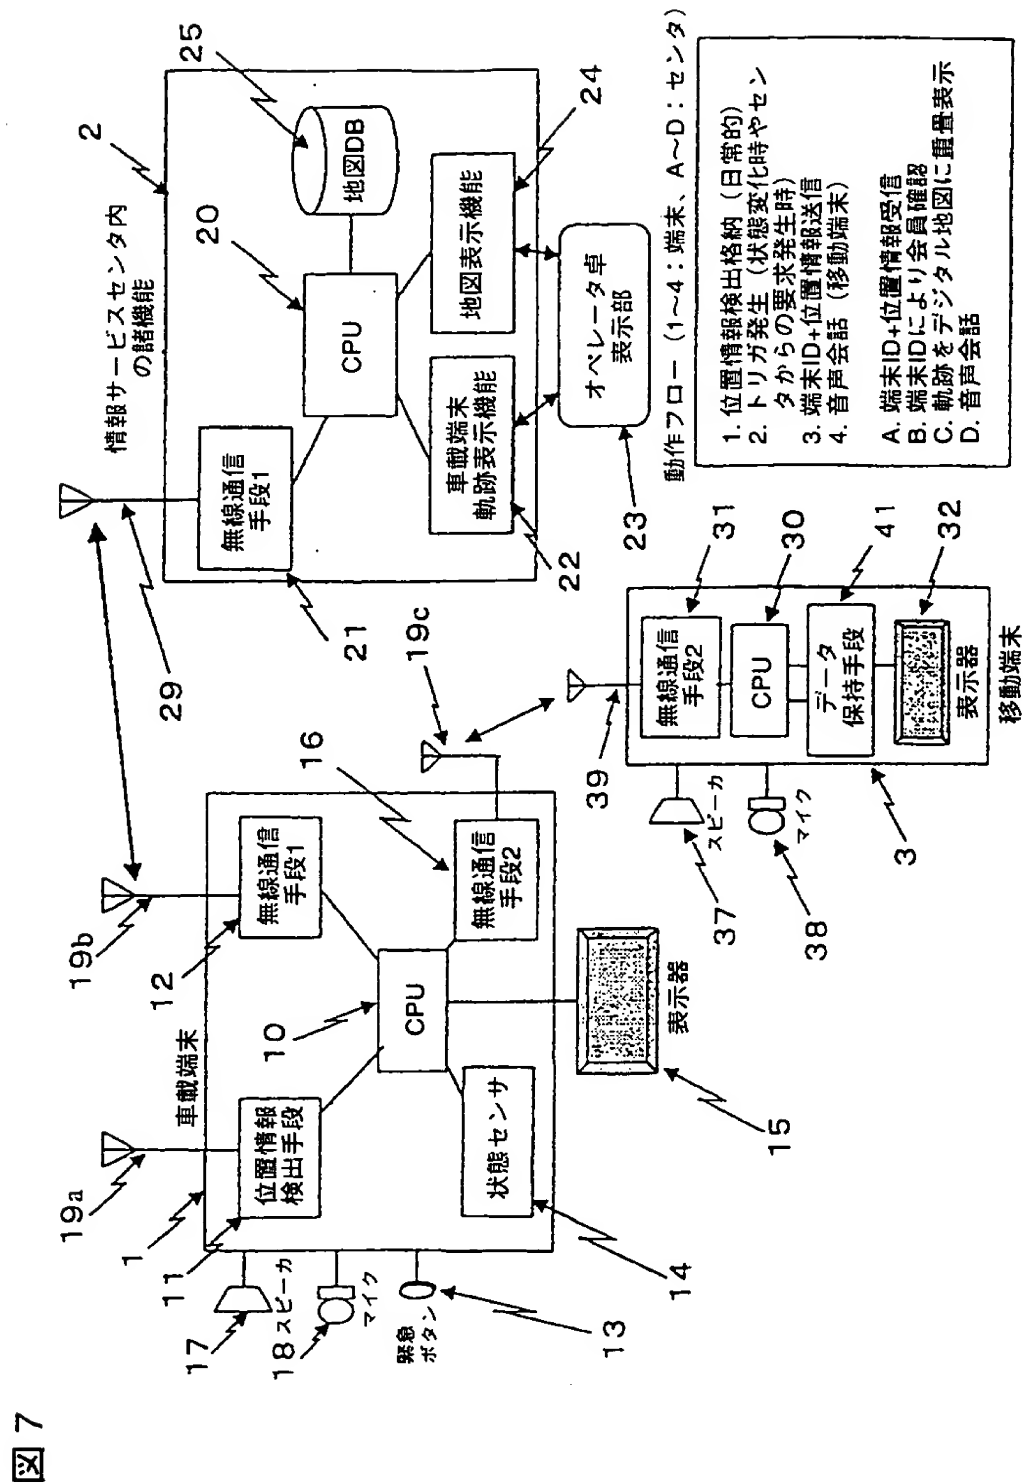 図7
1
車載端末
19a
19b
11
位置情報
検出手段
12
無線通信
手段1
17
スピーカ
18
マイク
緊急
ボタン
13
10
CPU
14
状態センサ
15
表示器
16
無線通信
手段2
19c
29
2
情報サービスセンタ内
の諸機能
21
無線通信
手段1
20
CPU
25
地図DB
22
車載端末
軌跡表示機能
24
地図表示機能
23
オペレータ卓
表示部
39
31
無線通信
手段2
30
CPU
41
データ
保持手段
32
表示器
移動端末
3
37
スピーカ
38
マイク
動作フロー(1〜4:端末、A〜D:センタ)
1. 位置情報検出格納(日常的)
2. トリガ発生(状態変化時やセン
タからの要求発生時)
3. 端末ID+位置情報送信
4. 音声会話(移動端末)
A. 端末ID+位置情報受信
B. 端末IDにより会員確認
C. 軌跡をデジタル地図に重畳表示
D. 音声会話